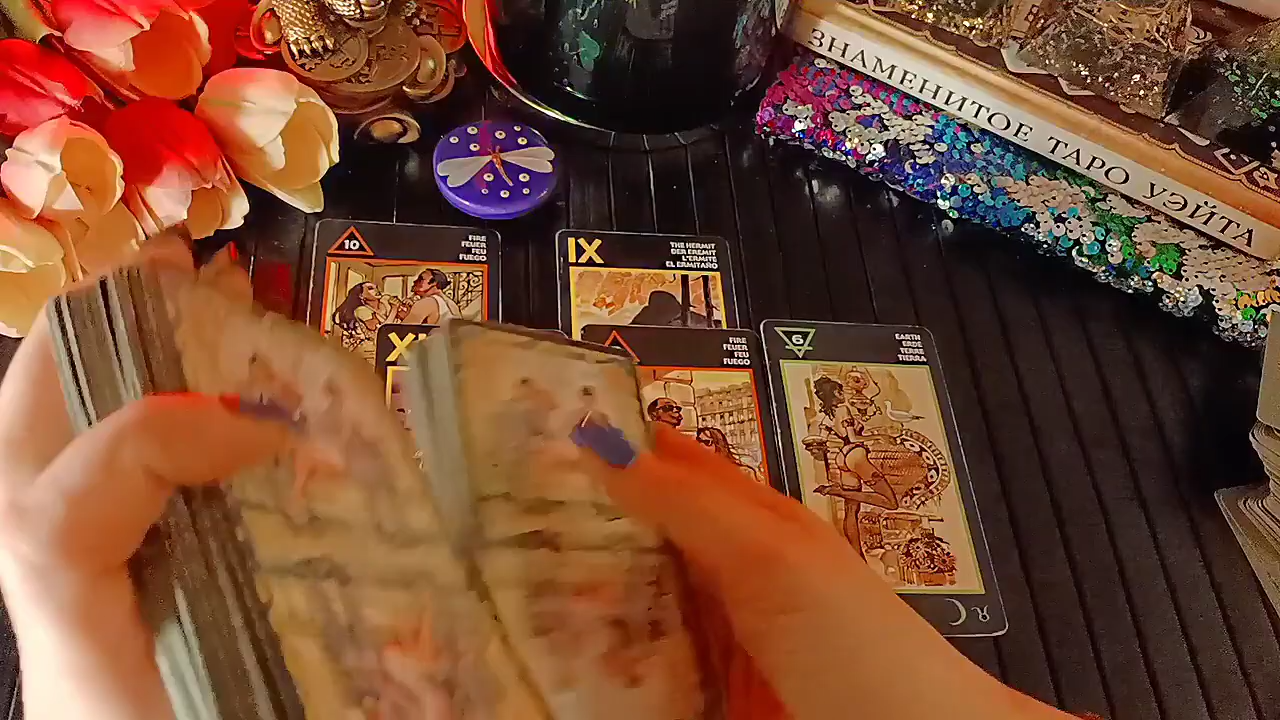 ЗНАМЕНИТОЕ ТАРО УЭЙТА
10
FIRE
FEUER
FEU
FUEGO
IX
THE HERMIT
DER EREMIT
L'ERMITE
EL ERMITAÑO
FIRE
FEUER
FEU
FUEGO
6
EARTH
ERDE
TERRE
TIERRA